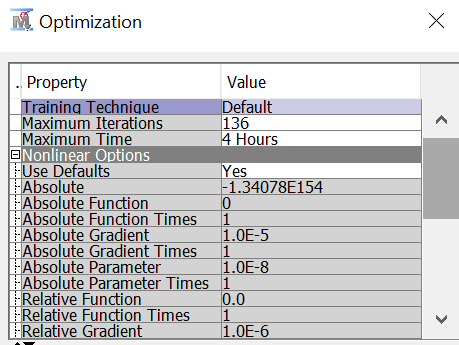 Optimization
. Property Value
Training Technique Default
Maximum Iterations 136
Maximum Time 4 Hours
Nonlinear Options
Use Defaults Yes
Absolute -1.34078E154
Absolute Function 0
Absolute Function Times 1
Absolute Gradient 1.0E-5
Absolute Gradient Times 1
Absolute Parameter 1.0E-8
Absolute Parameter Times 1
Relative Function 0.0
Relative Function Times 1
Relative Gradient 1.0E-6